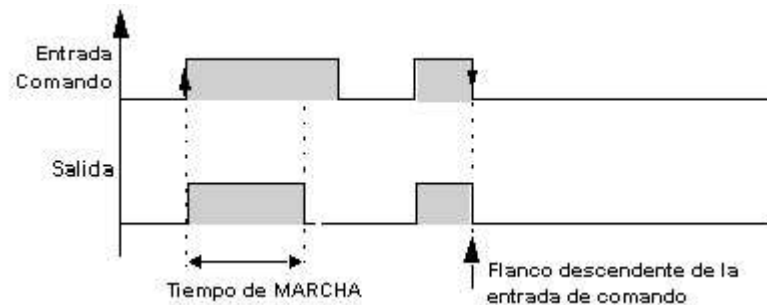 Entrada
Comando
Salida
Tiempo de MARCHA
Flanco descendente de la
entrada de comando